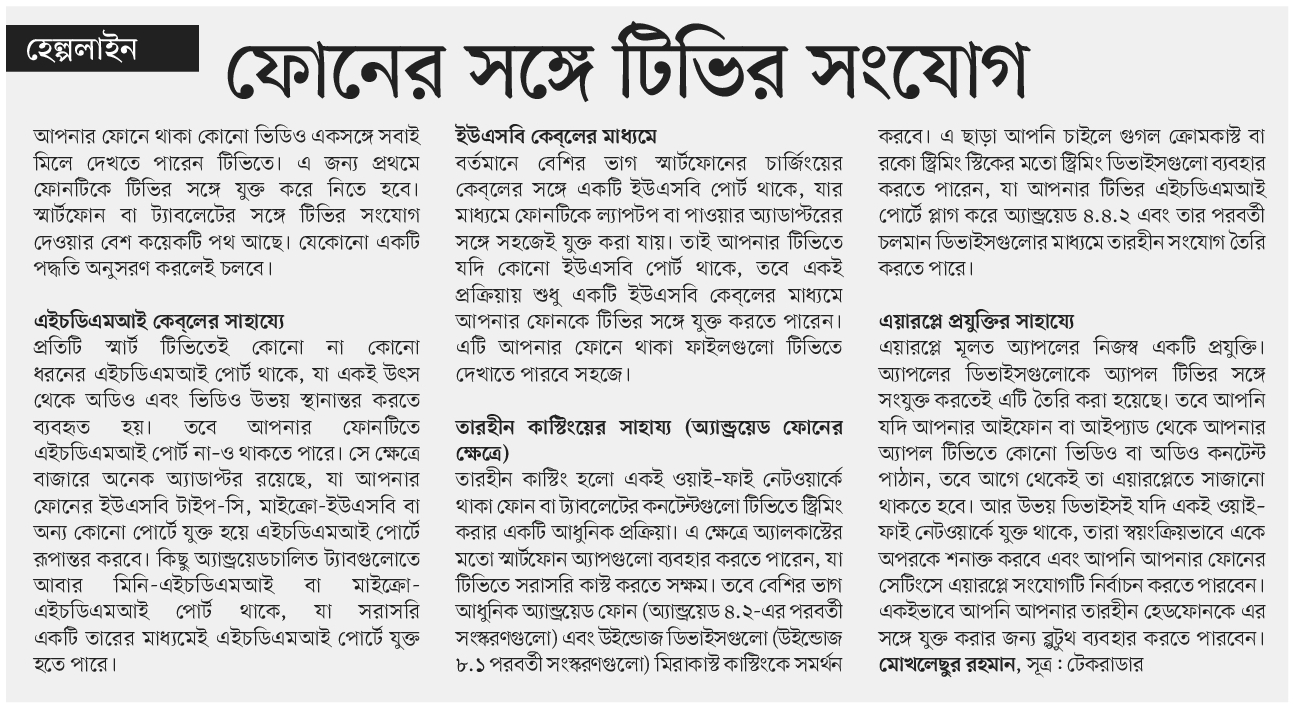 হেল্পলাইন
ফোনের সঙ্গে টিভির সংযোগ
আপনার ফোনে থাকা কোনো ভিডিও একসঙ্গে সবাই
মিলে দেখতে পারেন টিভিতে। এ জন্য প্রথমে
ফোনটিকে টিভির সঙ্গে যুক্ত করে নিতে হবে।
স্মার্টফোন বা ট্যাবলেটের সঙ্গে টিভির সংযোগ
দেওয়ার বেশ কয়েকটি পথ আছে। যেকোনো একটি
পদ্ধতি অনুসরণ করলেই চলবে।
এইচডিএমআই কেব্‌লের সাহায্যে
প্রতিটি স্মার্ট টিভিতেই কোনো না কোনো
ধরনের এইচডিএমআই পোর্ট থাকে, যা একই উৎস
থেকে অডিও এবং ভিডিও উভয় স্থানান্তর করতে
ব্যবহৃত হয়। তবে আপনার ফোনটিতে
এইচডিএমআই পোর্ট না-ও থাকতে পারে। সে ক্ষেত্রে
বাজারে অনেক অ্যাডাপ্টর রয়েছে, যা আপনার
ফোনের ইউএসবি টাইপ-সি, মাইক্রো-ইউএসবি বা
অন্য কোনো পোর্টে যুক্ত হয়ে এইচডিএমআই পোর্টে
রূপান্তর করবে। কিছু অ্যান্ড্রয়েডচালিত ট্যাবগুলোতে
আবার মিনি-এইচডিএমআই বা মাইক্রো-
এইচডিএমআই পোর্ট থাকে, যা সরাসরি
একটি তারের মাধ্যমেই এইচডিএমআই পোর্টে যুক্ত
হতে পারে।
ইউএসবি কেব্‌লের মাধ্যমে
বর্তমানে বেশির ভাগ স্মার্টফোনের চার্জিংয়ের
কেব্‌লের সঙ্গে একটি ইউএসবি পোর্ট থাকে, যার
মাধ্যমে ফোনটিকে ল্যাপটপ বা পাওয়ার অ্যাডাপ্টরের
সঙ্গে সহজেই যুক্ত করা যায়। তাই আপনার টিভিতে
যদি কোনো ইউএসবি পোর্ট থাকে, তবে একই
প্রক্রিয়ায় শুধু একটি ইউএসবি কেব্‌লের মাধ্যমে
আপনার ফোনকে টিভির সঙ্গে যুক্ত করতে পারেন।
এটি আপনার ফোনে থাকা ফাইলগুলো টিভিতে
দেখাতে পারবে সহজে।
তারহীন কাস্টিংয়ের সাহায্য (অ্যান্ড্রয়েড ফোনের
ক্ষেত্রে)
তারহীন কাস্টিং হলো একই ওয়াই-ফাই নেটওয়ার্কে
থাকা ফোন বা ট্যাবলেটের কনটেন্টগুলো টিভিতে স্ট্রিমিং
করার একটি আধুনিক প্রক্রিয়া। এ ক্ষেত্রে অ্যালকাস্টের
মতো স্মার্টফোন অ্যাপগুলো ব্যবহার করতে পারেন, যা
টিভিতে সরাসরি কাস্ট করতে সক্ষম। তবে বেশির ভাগ
আধুনিক অ্যান্ড্রয়েড ফোন (অ্যান্ড্রয়েড ৪.২-এর পরবর্তী
সংস্করণগুলো) এবং উইন্ডোজ ডিভাইসগুলো (উইন্ডোজ
৮.১ পরবর্তী সংস্করণগুলো) মিরাকাস্ট কাস্টিংকে সমর্থন
করবে। এ ছাড়া আপনি চাইলে গুগল ক্রোমকাস্ট বা
রকো স্ট্রিমিং স্টিকের মতো স্ট্রিমিং ডিভাইসগুলো ব্যবহার
করতে পারেন, যা আপনার টিভির এইচডিএমআই
পোর্টে প্লাগ করে অ্যান্ড্রয়েড ৪.৪.২ এবং তার পরবর্তী
চলমান ডিভাইসগুলোর মাধ্যমে তারহীন সংযোগ তৈরি
করতে পারে।
এয়ারপ্লে প্রযুক্তির সাহায্যে
এয়ারপ্লে মূলত অ্যাপলের নিজস্ব একটি প্রযুক্তি।
অ্যাপলের ডিভাইসগুলোকে অ্যাপল টিভির সঙ্গে
সংযুক্ত করতেই এটি তৈরি করা হয়েছে। তবে আপনি
যদি আপনার আইফোন বা আইপ্যাড থেকে আপনার
অ্যাপল টিভিতে কোনো ভিডিও বা অডিও কনটেন্ট
পাঠান, তবে আগে থেকেই তা এয়ারপ্লেতে সাজানো
থাকতে হবে। আর উভয় ডিভাইসই যদি একই ওয়াই-
ফাই নেটওয়ার্কে যুক্ত থাকে, তারা স্বয়ংক্রিয়ভাবে একে
অপরকে শনাক্ত করবে এবং আপনি আপনার ফোনের
সেটিংসে এয়ারপ্লে সংযোগটি নির্বাচন করতে পারবেন।
একইভাবে আপনি আপনার তারহীন হেডফোনকে এর
সঙ্গে যুক্ত করার জন্য ব্লুটুথ ব্যবহার করতে পারবেন।
মোখলেছুর রহমান, সূত্র : টেকরাডার